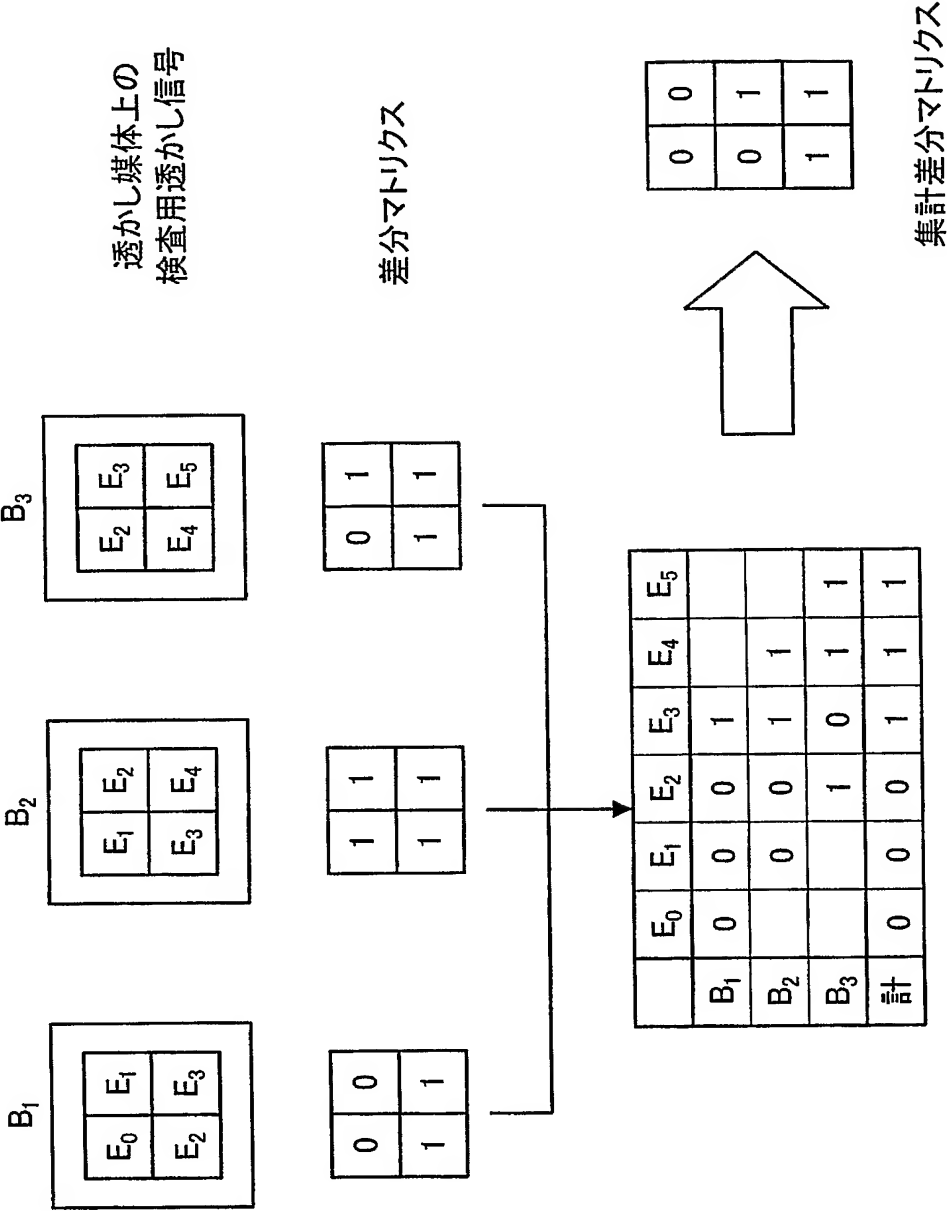 B₁ B₂ B₃
E₀ E₁ E₁ E₂ E₂ E₃
E₂ E₃ E₃ E₄ E₄ E₅
透かし媒体上の
検査用透かし信号
0 0 1 1 0 1
1 1 1 1 1 1
差分マトリクス
E₀ E₁ E₂ E₃ E₄ E₅
B₁ 0 0 0 1
B₂ 0 0 1 1
B₃ 1 0 1 1
計 0 0 0 1 1 1
0 0
0 1
1 1
集計差分マトリクス